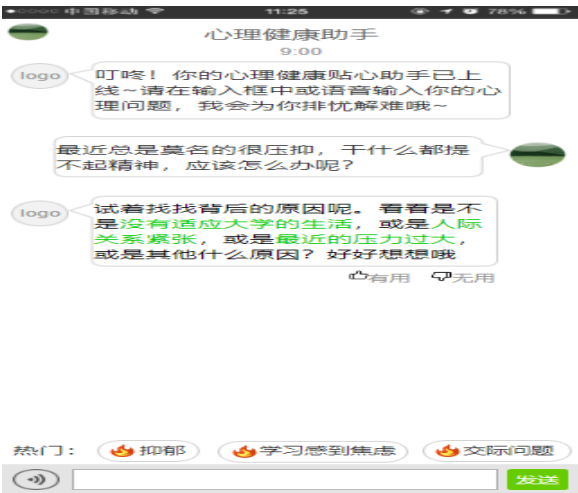 中国移动 11:25 78%
心理健康助手
9:00
logo
叮咚！你的心理健康贴心助手已上
线~请在输入框中或语音输入你的心
理问题，我会为你排忧解难哦~
最近总是莫名的很压抑，干什么都提
不起精神，应该怎么办呢?
logo
试着找找背后的原因呢。看看是不
是没有适应大学的生活，或是人际
关系紧张，或是最近的压力过大，
或是其他什么原因？好好想想哦
有用 无用
热门： 抑郁 学习感到焦虑 交际问题
发送